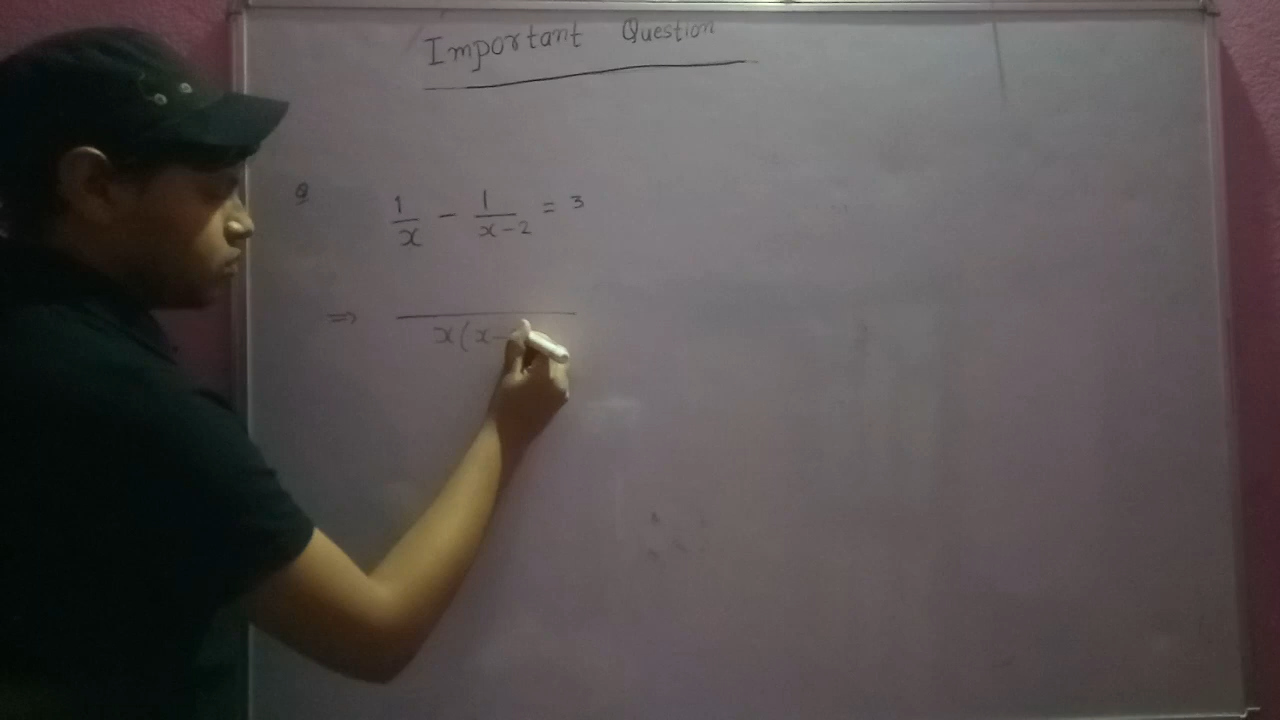 Important Question
Q 1/x - 1/(x-2) = 3
⇒ x(x-